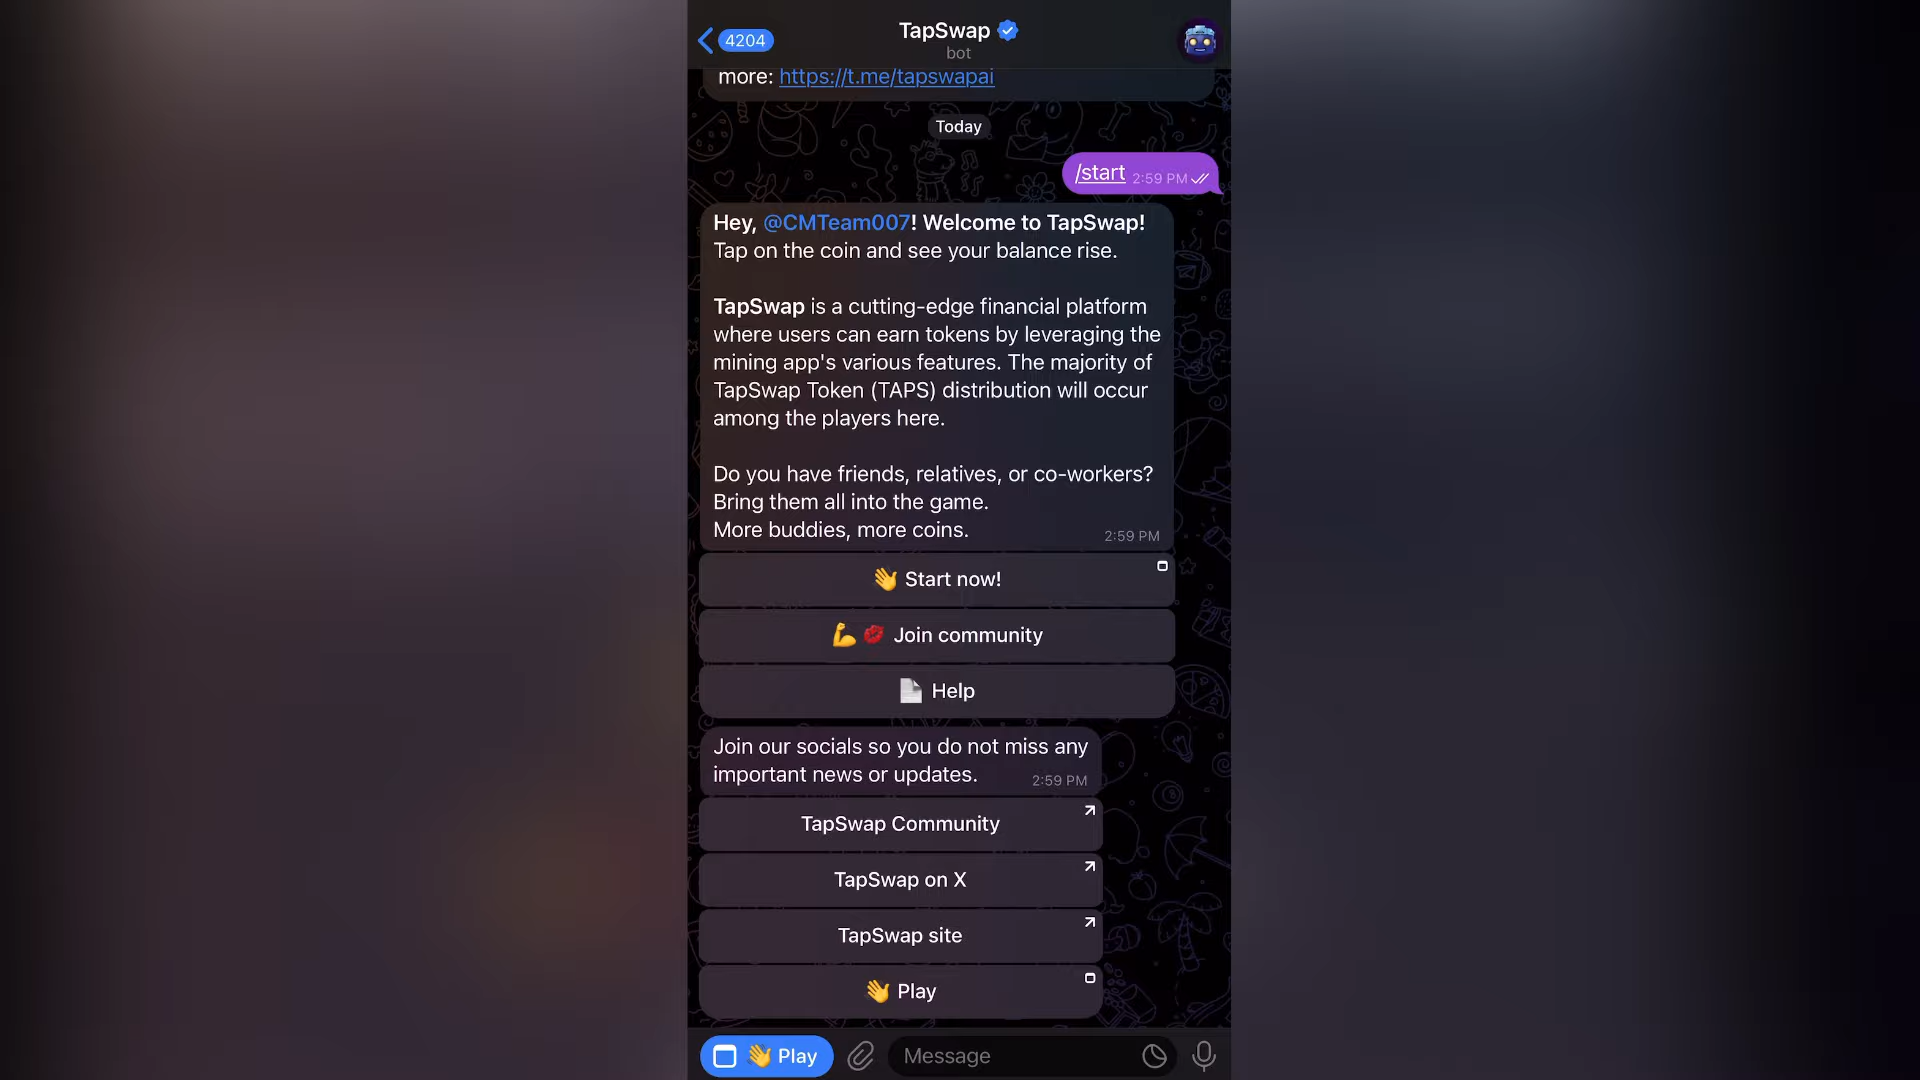 4204
TapSwap
bot
more: https://t.me/tapswapai
Today
/start 2:59 PM
Hey, @CMTeam007! Welcome to TapSwap!
Tap on the coin and see your balance rise.
TapSwap is a cutting-edge financial platform
where users can earn tokens by leveraging the
mining app's various features. The majority of
TapSwap Token (TAPS) distribution will occur
among the players here.
Do you have friends, relatives, or co-workers?
Bring them all into the game.
More buddies, more coins. 2:59 PM
👋 Start now!
💪💋 Join community
📄 Help
Join our socials so you do not miss any
important news or updates. 2:59 PM
TapSwap Community
TapSwap on X
TapSwap site
👋 Play
👋 Play Message